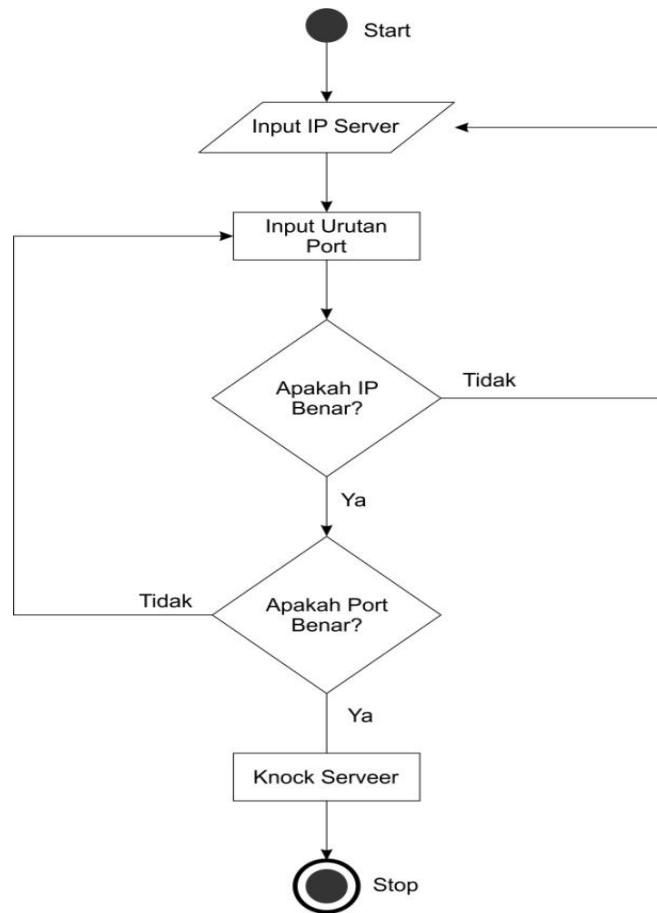 Start
Input IP Server
Input Urutan
Port
Apakah IP
Benar?
Tidak
Ya
Tidak
Apakah Port
Benar?
Ya
Knock Serveer
Stop